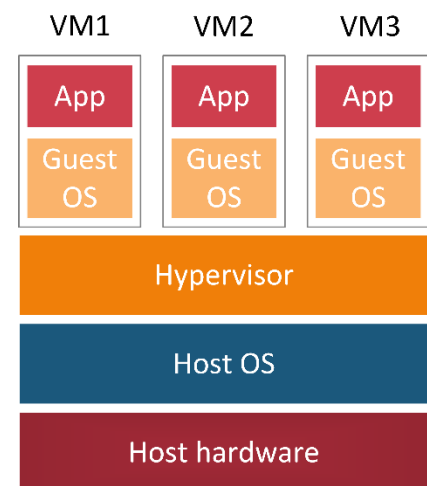 VM1 VM2 VM3
App App App
Guest Guest Guest
OS OS OS
Hypervisor
Host OS
Host hardware